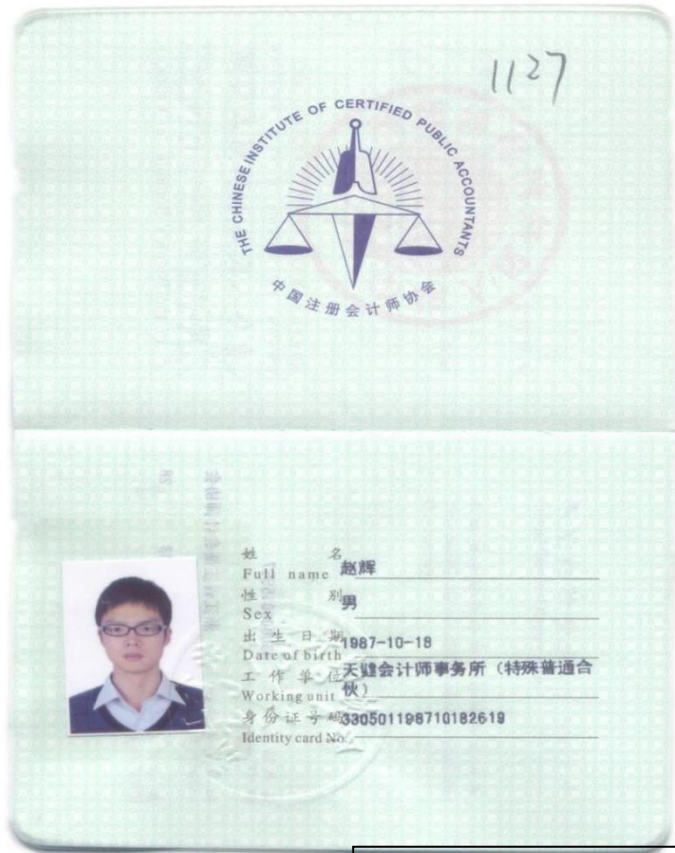 1127
THE CHINESE INSTITUTE OF CERTIFIED PUBLIC ACCOUNTANTS
中国注册会计师协会
姓 名 赵辉
Full name
性 别 男
Sex
出生日期 1987-10-18
Date of birth
工作单位 天健会计师事务所（特殊普通合
Working unit 伙）
身份证号码 330501198710182619
Identity card No.